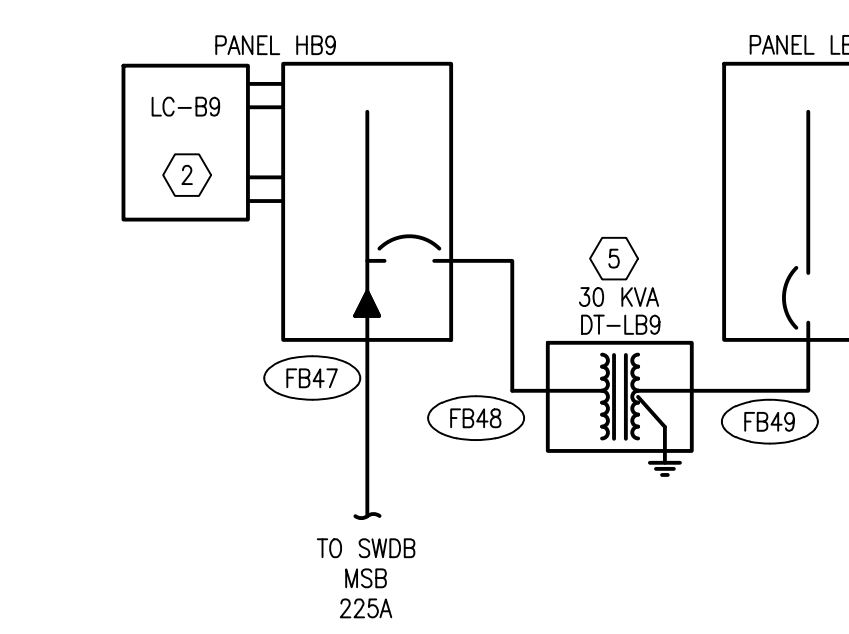 PANEL HB9
PANEL
LC-B9
2
5
30 KVA
DT-LB9
FB47
FB48
FB49
TO SWDB
MSB
225A